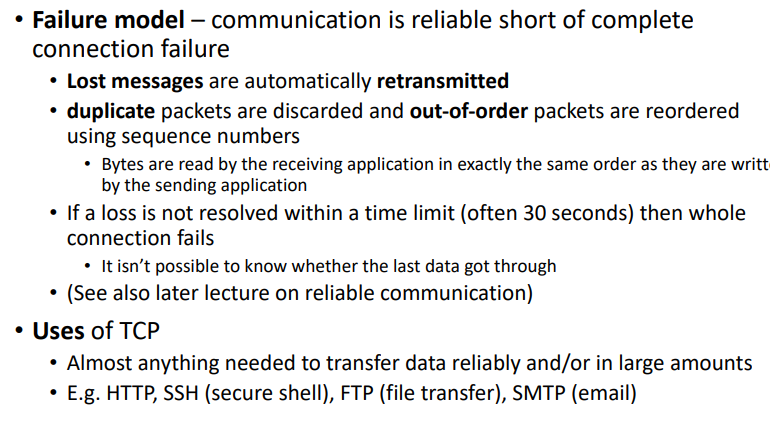 • Failure model – communication is reliable short of complete
connection failure
• Lost messages are automatically retransmitted
• duplicate packets are discarded and out-of-order packets are reordered
using sequence numbers
• Bytes are read by the receiving application in exactly the same order as they are writt
by the sending application
• If a loss is not resolved within a time limit (often 30 seconds) then whole
connection fails
• It isn’t possible to know whether the last data got through
• (See also later lecture on reliable communication)
• Uses of TCP
• Almost anything needed to transfer data reliably and/or in large amounts
• E.g. HTTP, SSH (secure shell), FTP (file transfer), SMTP (email)